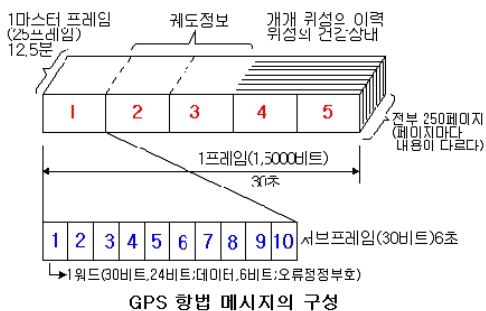 1마스터 프레임
(25프레임)
12.5분
궤도정보
개개 위성은 이력
위성의 건강상태
1 2 3 4 5
전부 250페이지
(페이지마다
내용이 다르다)
1프레임(1,5000비트)
30초
1 2 3 4 5 6 7 8 9 10
서브프레임(30비트)6초
1워드(30비트,24비트;데이터,6비트;오류정정부호)
GPS 항법 메시지의 구성